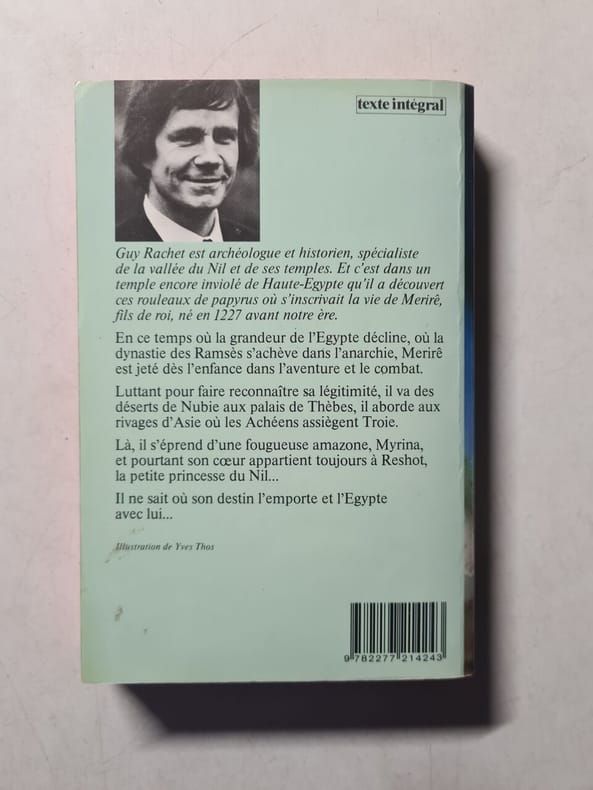 texte intégral
Guy Rachet est archéologue et historien, spécialiste
de la vallée du Nil et de ses temples. Et c'est dans un
temple encore inviolé de Haute-Egypte qu'il a découvert
ces rouleaux de papyrus où s'inscrivait la vie de Merirê,
fils de roi, né en 1227 avant notre ère.
En ce temps où la grandeur de l'Egypte décline, où la
dynastie des Ramsès s'achève dans l'anarchie, Merirê
est jeté dès l'enfance dans l'aventure et le combat.
Luttant pour faire reconnaître sa légitimité, il va des
déserts de Nubie aux palais de Thèbes, il aborde aux
rivages d'Asie où les Achéens assiègent Troie.
Là, il s'éprend d'une fougueuse amazone, Myrina,
et pourtant son cœur appartient toujours à Reshot,
la petite princesse du Nil...
Il ne sait où son destin l'emporte et l'Egypte
avec lui...
Illustration de Yves Thos
9 782277 214243